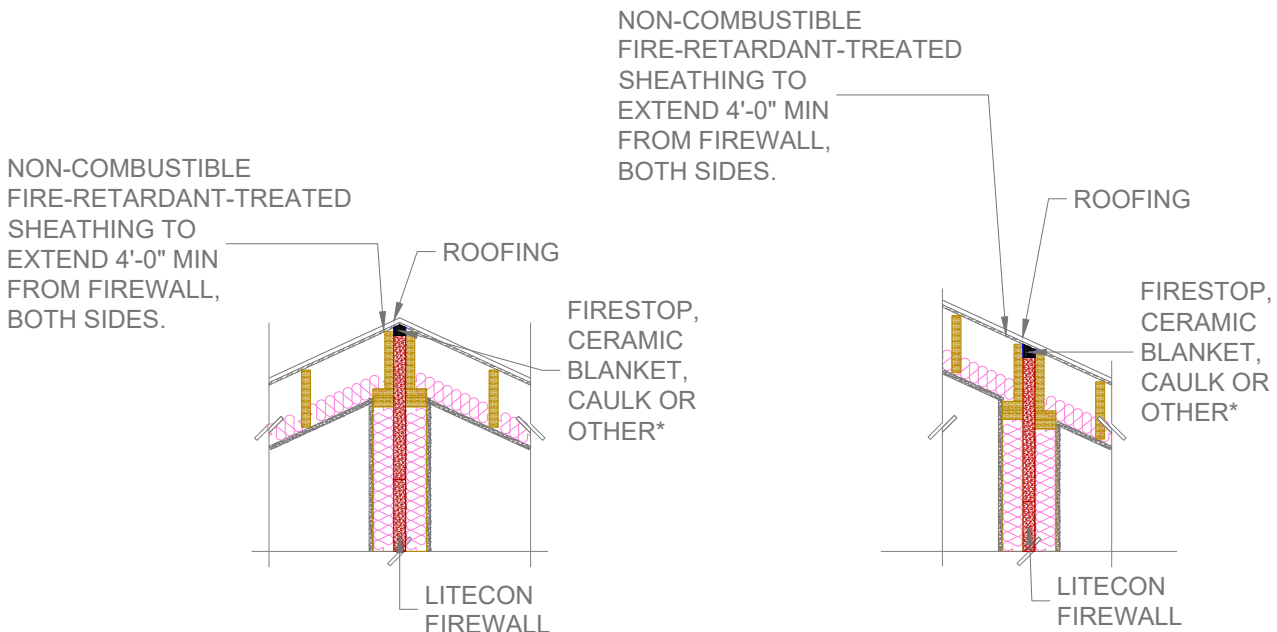 NON-COMBUSTIBLE
FIRE-RETARDANT-TREATED
SHEATHING TO
EXTEND 4'-0" MIN
FROM FIREWALL,
BOTH SIDES.
ROOFING
FIRESTOP,
CERAMIC
BLANKET,
CAULK OR
OTHER*
LITECON
FIREWALL
NON-COMBUSTIBLE
FIRE-RETARDANT-TREATED
SHEATHING TO
EXTEND 4'-0" MIN
FROM FIREWALL,
BOTH SIDES.
ROOFING
FIRESTOP,
CERAMIC
BLANKET,
CAULK OR
OTHER*
LITECON
FIREWALL